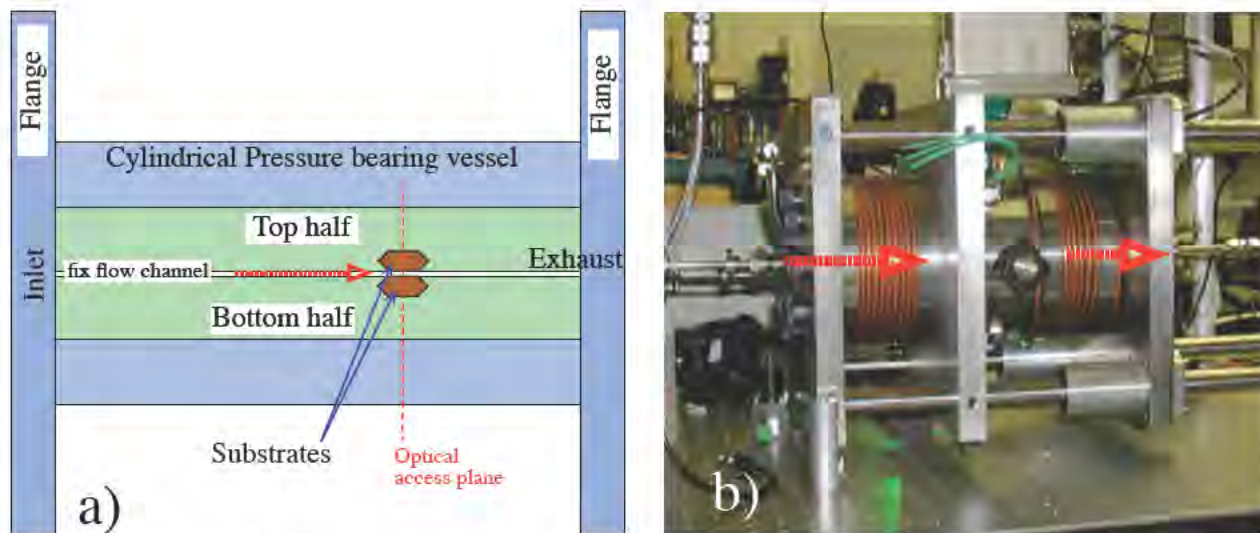 Flange
Flange
Cylindrical Pressure bearing vessel
Top half
Exhaust
fix flow channel
Inlet
Bottom half
Substrates
Optical
access plane
a)
b)